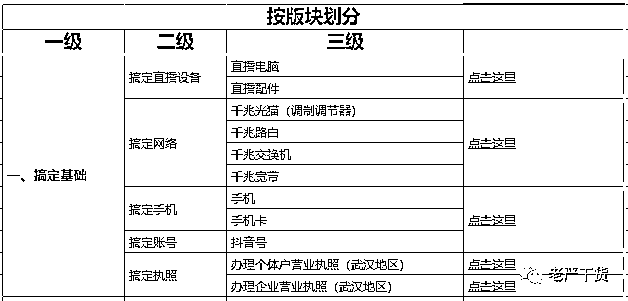 按版块划分
一级 二级 三级
一、搞定基础
搞定直播设备
直播电脑
直播配件
点击这里
搞定网络
千兆光猫（调制调节器）
千兆路由
千兆交换机
千兆宽带
点击这里
搞定手机
手机
手机卡
点击这里
搞定账号
抖音号
搞定执照
办理个体户营业执照（武汉地区）
点击这里
办理企业营业执照（武汉地区）
点击这里
老严干货